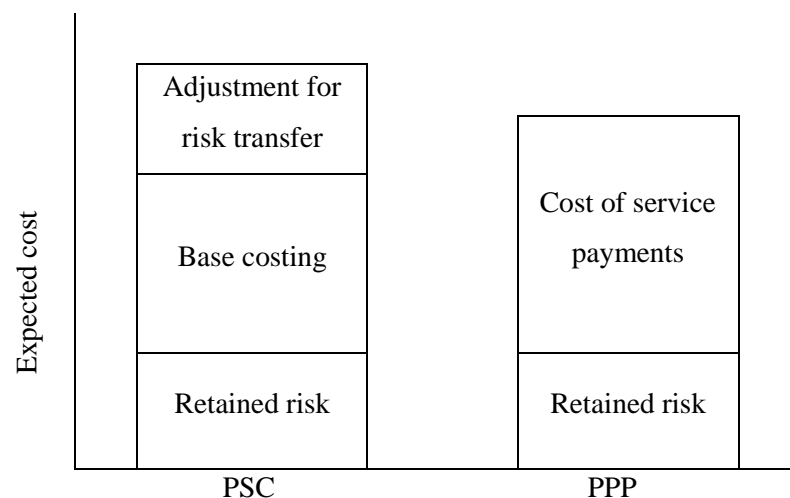 Adjustment for
risk transfer
Base costing
Retained risk
Cost of service
payments
Retained risk
Expected cost
PSC
PPP